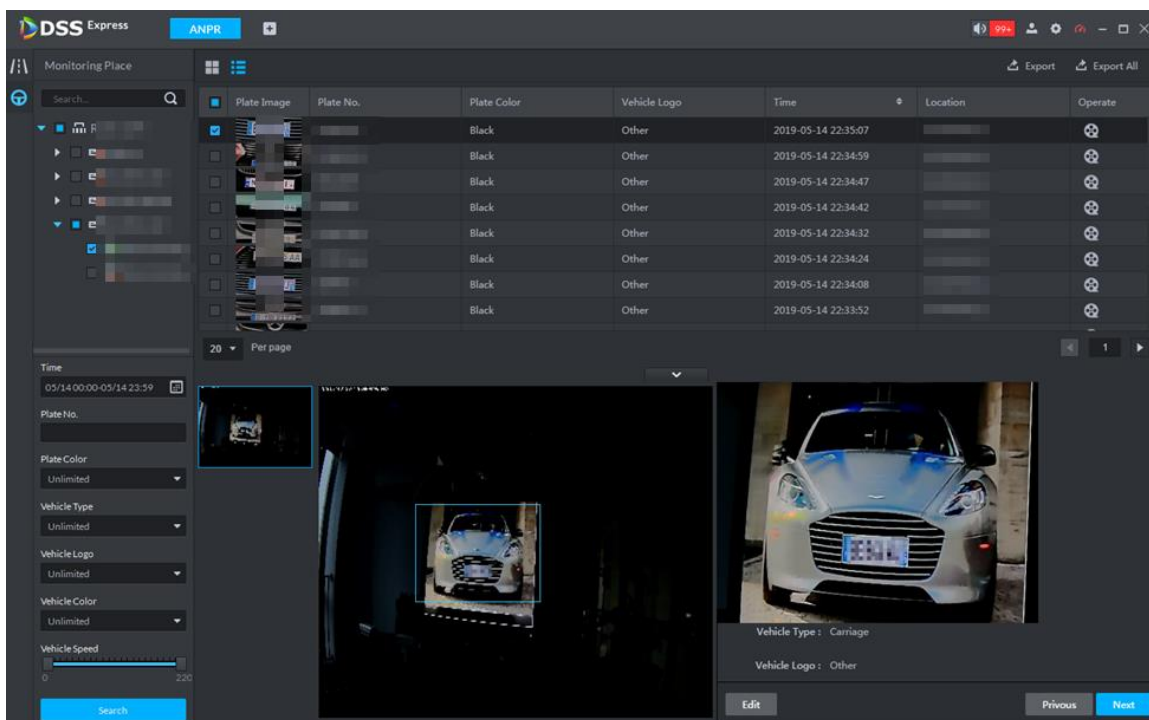 DSS Express
ANPR
99+
Monitoring Place
Export
Export All
Search...
Plate Image
Plate No.
Plate Color
Vehicle Logo
Time
Location
Operate
Black
Other
2019-05-14 22:35:07
Black
Other
2019-05-14 22:34:59
Black
Other
2019-05-14 22:34:47
Black
Other
2019-05-14 22:34:42
Black
Other
2019-05-14 22:34:32
Black
Other
2019-05-14 22:34:24
Black
Other
2019-05-14 22:34:08
Black
Other
2019-05-14 22:33:52
20
Per page
1
Time
05/14 00:00-05/14 23:59
Plate No.
Plate Color
Unlimited
Vehicle Type
Unlimited
Vehicle Logo
Unlimited
Vehicle Color
Unlimited
Vehicle Speed
0
220
Search
Vehicle Type : Carriage
Vehicle Logo : Other
Edit
Privous
Next